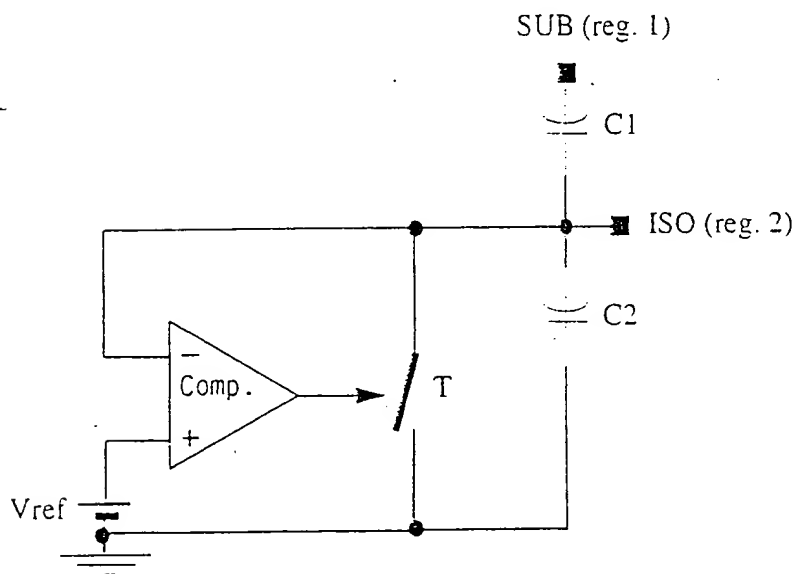 SUB (reg. 1)
C1
ISO (reg. 2)
C2
−
Comp.
T
+
Vref